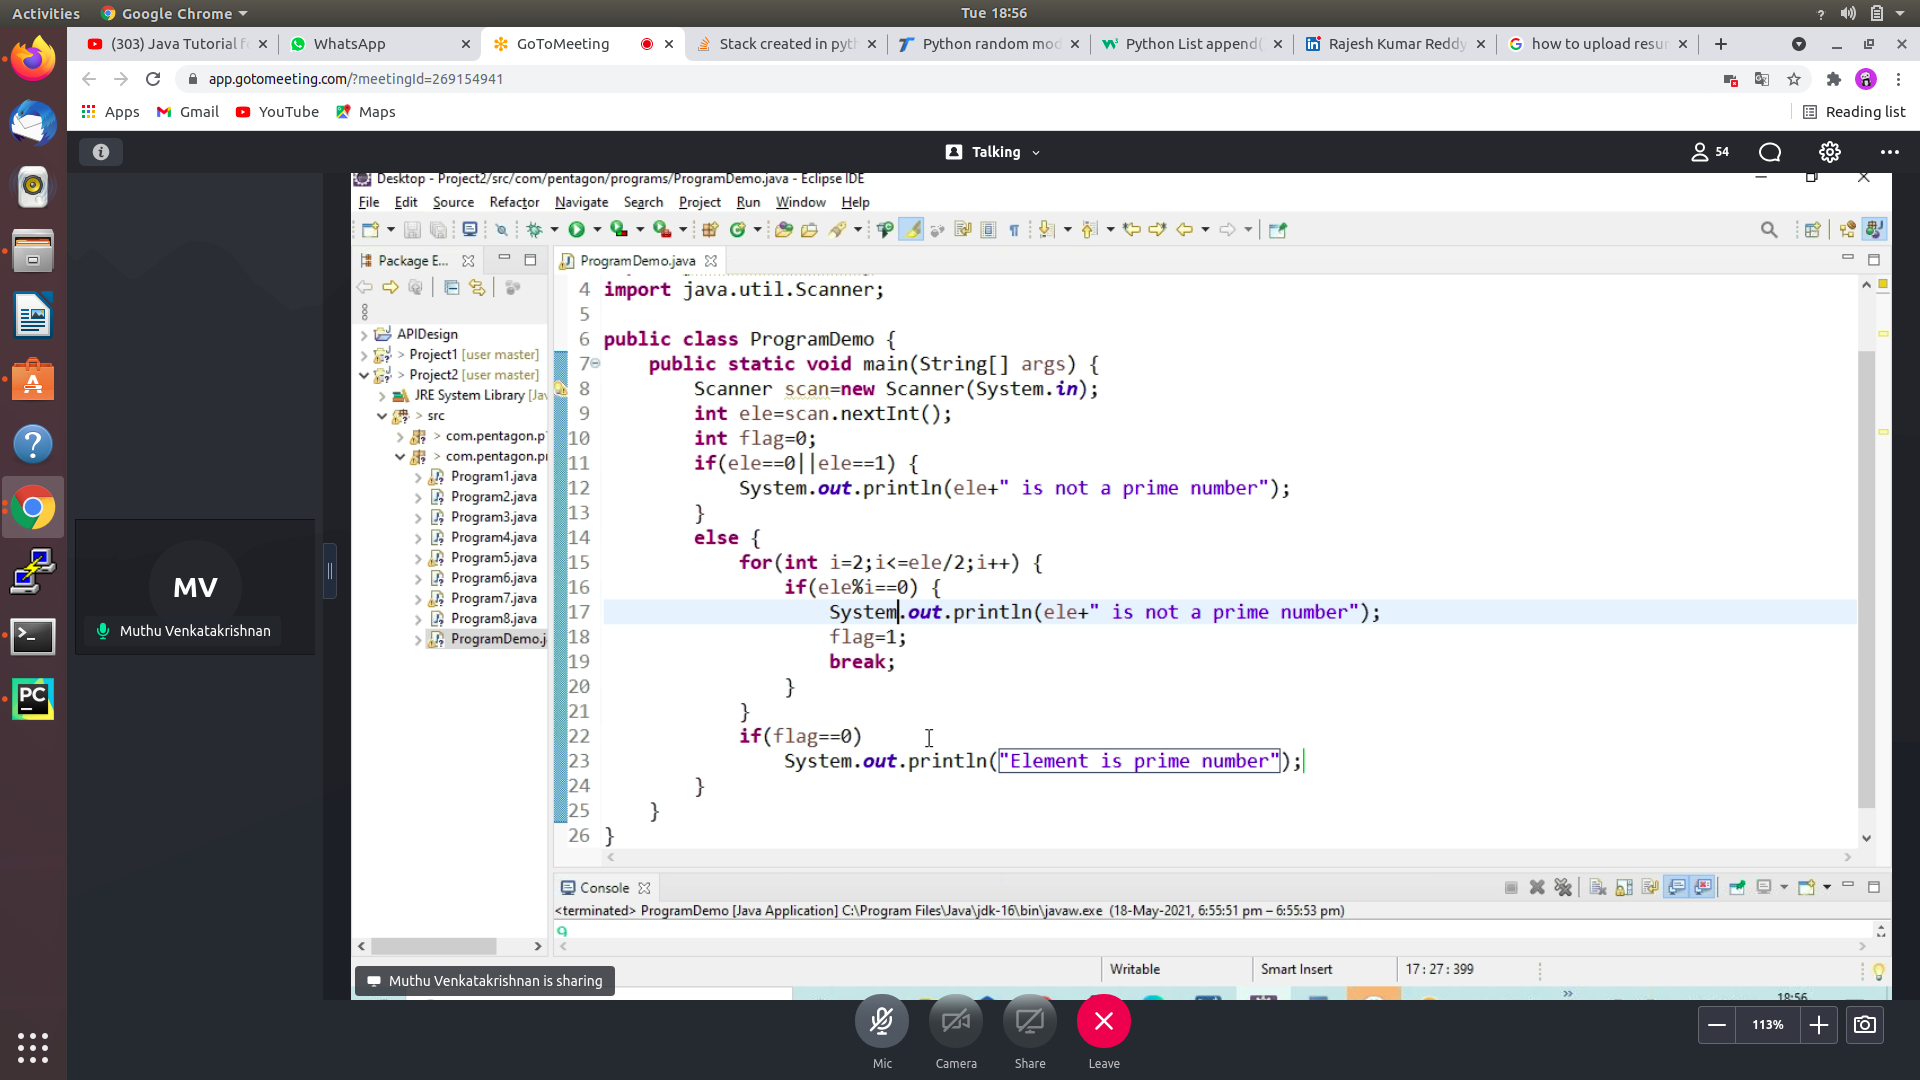 Activities Google Chrome Tue 18:56
(303) Java Tutorial f WhatsApp GoToMeeting Stack created in pyth Python random mod Python List append( Rajesh Kumar Reddy how to upload resu
app.gotomeeting.com/?meetingId=269154941
Apps Gmail YouTube Maps Reading list
Talking 54
Desktop - Project2/src/com/pentagon/programs/ProgramDemo.java - Eclipse IDE
File Edit Source Refactor Navigate Search Project Run Window Help
Package E... ProgramDemo.java
APIDesign
> Project1 [user master]
> Project2 [user master]
JRE System Library [Jav
> src
> com.pentagon.p
> com.pentagon.pr
Program1.java
Program2.java
Program3.java
Program4.java
Program5.java
Program6.java
Program7.java
Program8.java
ProgramDemo.j
4 import java.util.Scanner;
5
6 public class ProgramDemo {
7 public static void main(String[] args) {
8 Scanner scan=new Scanner(System.in);
9 int ele=scan.nextInt();
10 int flag=0;
11 if(ele==0||ele==1) {
12 System.out.println(ele+" is not a prime number");
13 }
14 else {
15 for(int i=2;i<=ele/2;i++) {
16 if(ele%i==0) {
17 System.out.println(ele+" is not a prime number");
18 flag=1;
19 break;
20 }
21 }
22 if(flag==0)
23 System.out.println("Element is prime number");
24 }
25 }
26 }
MV
Muthu Venkatakrishnan
Console
<terminated> ProgramDemo [Java Application] C:\Program Files\Java\jdk-16\bin\javaw.exe (18-May-2021, 6:55:51 pm – 6:55:53 pm)
9
Writable Smart Insert 17 : 27 : 399
Muthu Venkatakrishnan is sharing
18:56
Mic Camera Share Leave
113%
PC